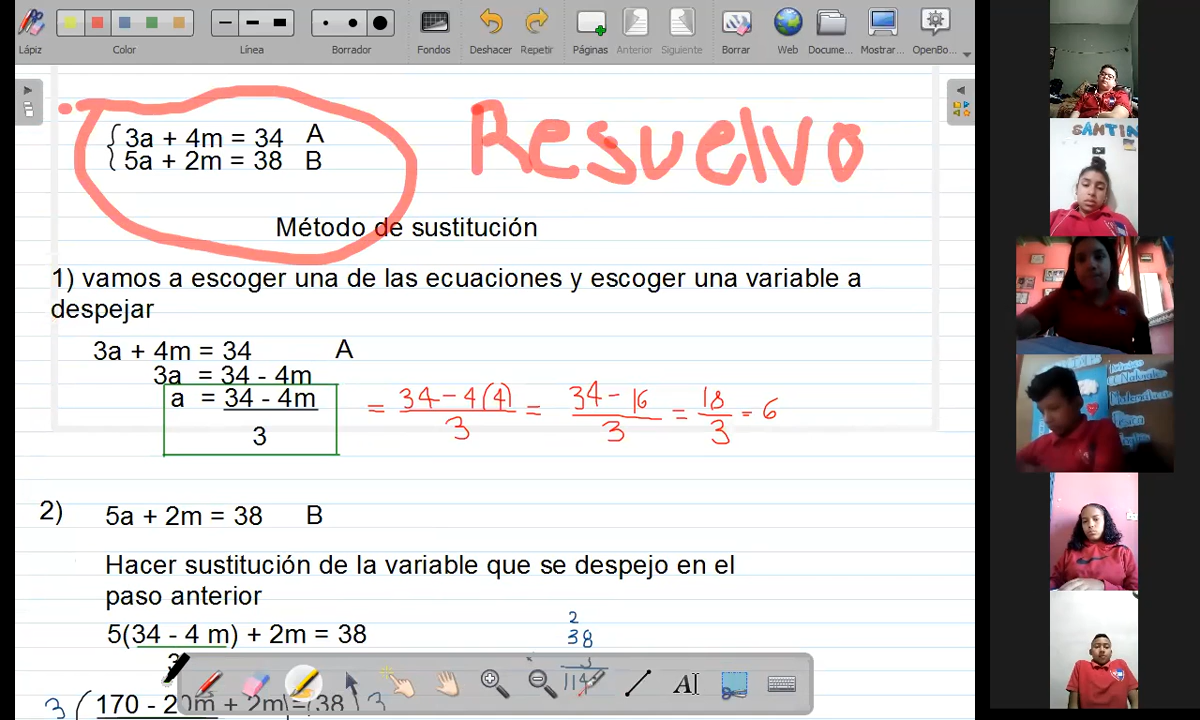 Lápiz
Color
Línea
Borrador
Fondos
Deshacer
Repetir
Páginas
Anterior
Siguiente
Borrar
Web
Docume...
Mostrar...
OpenBo...
3a + 4m = 34 A
5a + 2m = 38 B
Resuelvo
Método de sustitución
1) vamos a escoger una de las ecuaciones y escoger una variable a
despejar
3a + 4m = 34 A
3a = 34 - 4m
a = 34 - 4m
3
= 34 - 4(4) / 3 = 34 - 16 / 3 = 18 / 3 = 6
2) 5a + 2m = 38 B
Hacer sustitución de la variable que se despejo en el
paso anterior
5(34 - 4 m) + 2m = 38
2
38
3
114
3 ( 170 - 20m + 2m) = (38) 3
SANTIN